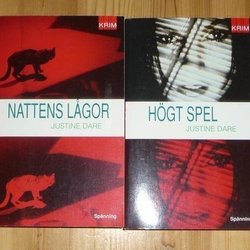 KRIM
NATTENS LÅGOR
JUSTINE DARE
Spänning
KRIM
HÖGT SPEL
JUSTINE DARE
Spänning